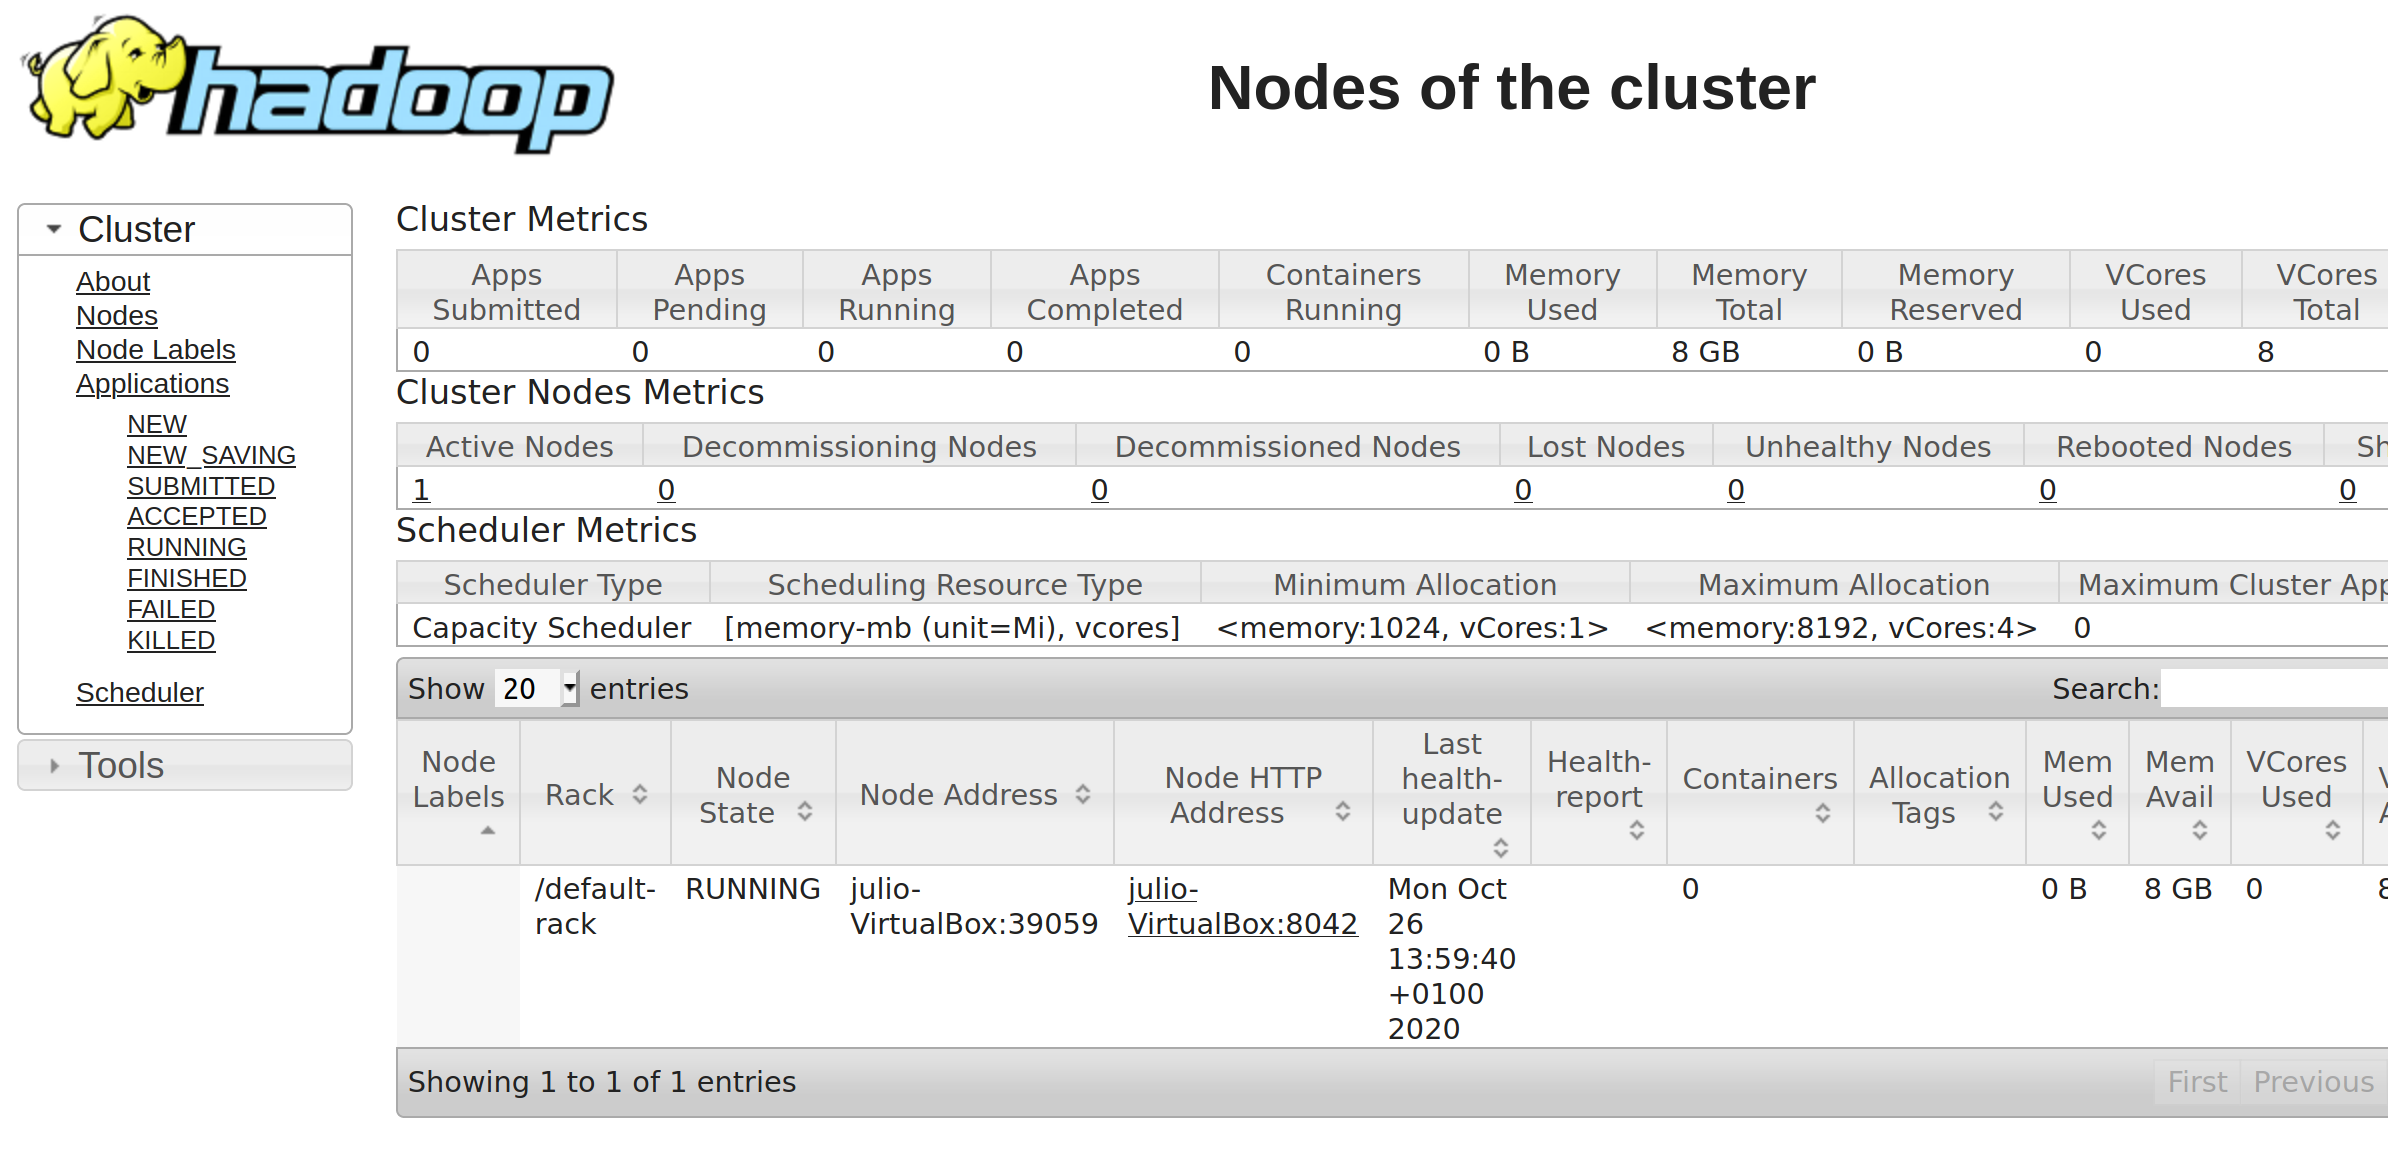 hadoop
Nodes of the cluster
Cluster
About
Nodes
Node Labels
Applications
NEW
NEW_SAVING
SUBMITTED
ACCEPTED
RUNNING
FINISHED
FAILED
KILLED
Scheduler
Tools
Cluster Metrics
Apps Submitted Apps Pending Apps Running Apps Completed Containers Running Memory Used Memory Total Memory Reserved VCores Used VCores Total
0 0 0 0 0 0 B 8 GB 0 B 0 8
Cluster Nodes Metrics
Active Nodes Decommissioning Nodes Decommissioned Nodes Lost Nodes Unhealthy Nodes Rebooted Nodes Sh
1 0 0 0 0 0 0
Scheduler Metrics
Scheduler Type Scheduling Resource Type Minimum Allocation Maximum Allocation Maximum Cluster App
Capacity Scheduler [memory-mb (unit=Mi), vcores] <memory:1024, vCores:1> <memory:8192, vCores:4> 0
Show 20 entries Search:
Node Labels Rack Node State Node Address Node HTTP Address Last health-update Health-report Containers Allocation Tags Mem Used Mem Avail VCores Used
/default-rack RUNNING julio-VirtualBox:39059 julio-VirtualBox:8042 Mon Oct 26 13:59:40 +0100 2020 0 0 B 8 GB 0 8
Showing 1 to 1 of 1 entries First Previous